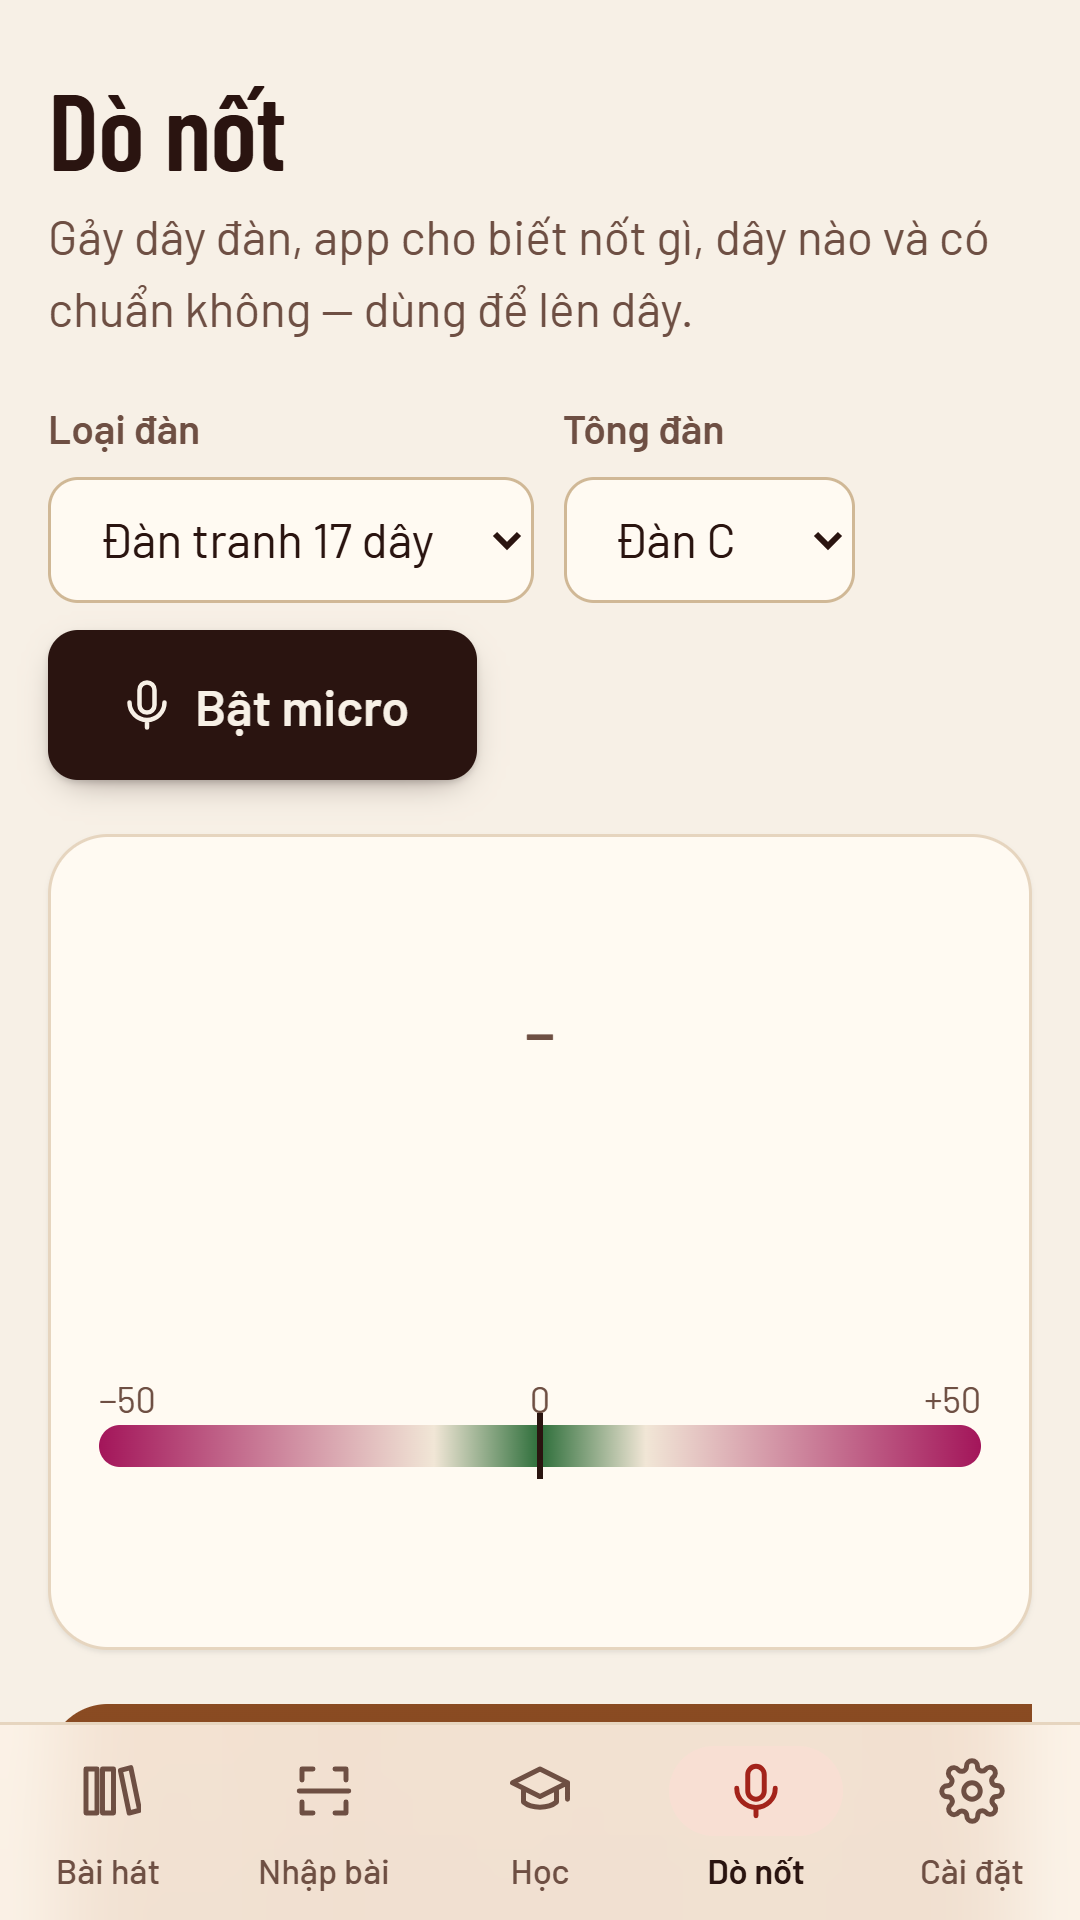 Dò nốt
Gảy dây đàn, app cho biết nốt gì, dây nào và có
chuẩn không — dùng để lên dây.
Loại đàn
Tông đàn
Đàn tranh 17 dây
Đàn C
Bật micro
–
−50
0
+50
Bài hát
Nhập bài
Học
Dò nốt
Cài đặt